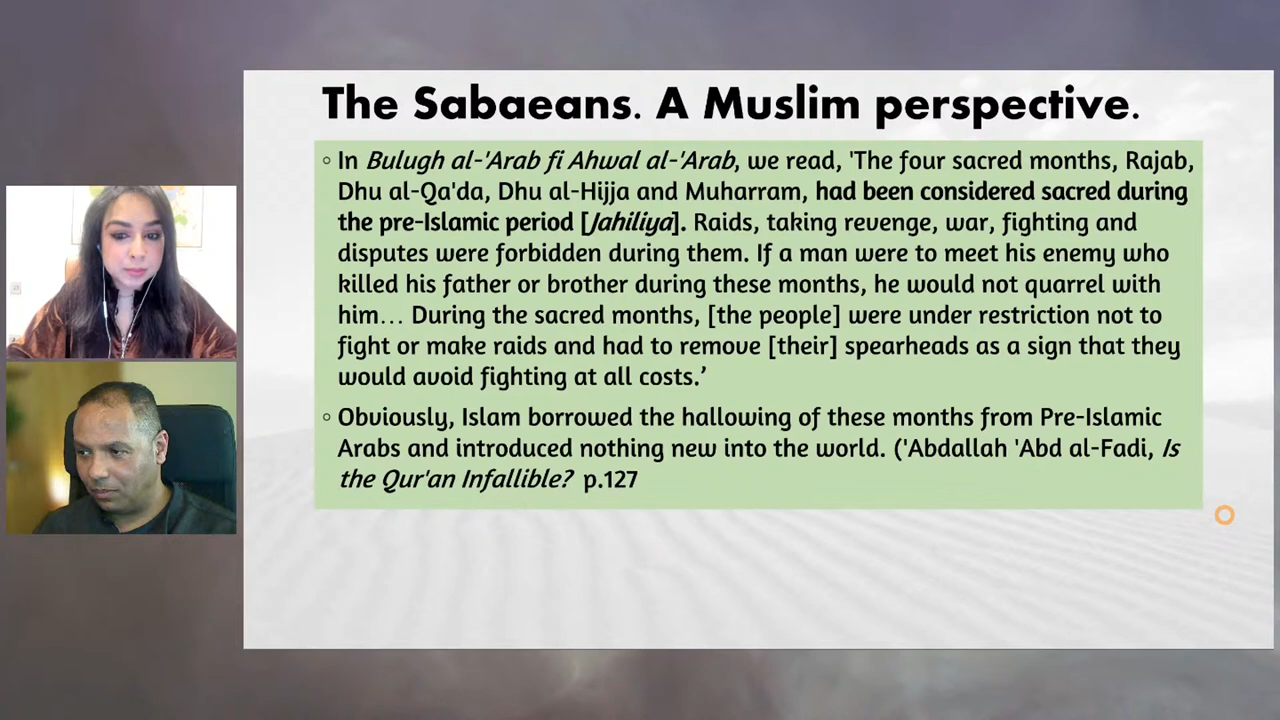 The Sabaeans. A Muslim perspective.
◦ In Bulugh al-'Arab fi Ahwal al-'Arab, we read, 'The four sacred months, Rajab,
Dhu al-Qa'da, Dhu al-Hijja and Muharram, had been considered sacred during
the pre-Islamic period [Jahiliya]. Raids, taking revenge, war, fighting and
disputes were forbidden during them. If a man were to meet his enemy who
killed his father or brother during these months, he would not quarrel with
him… During the sacred months, [the people] were under restriction not to
fight or make raids and had to remove [their] spearheads as a sign that they
would avoid fighting at all costs.’
◦ Obviously, Islam borrowed the hallowing of these months from Pre-Islamic
Arabs and introduced nothing new into the world. ('Abdallah 'Abd al-Fadi, Is
the Qur'an Infallible? p.127